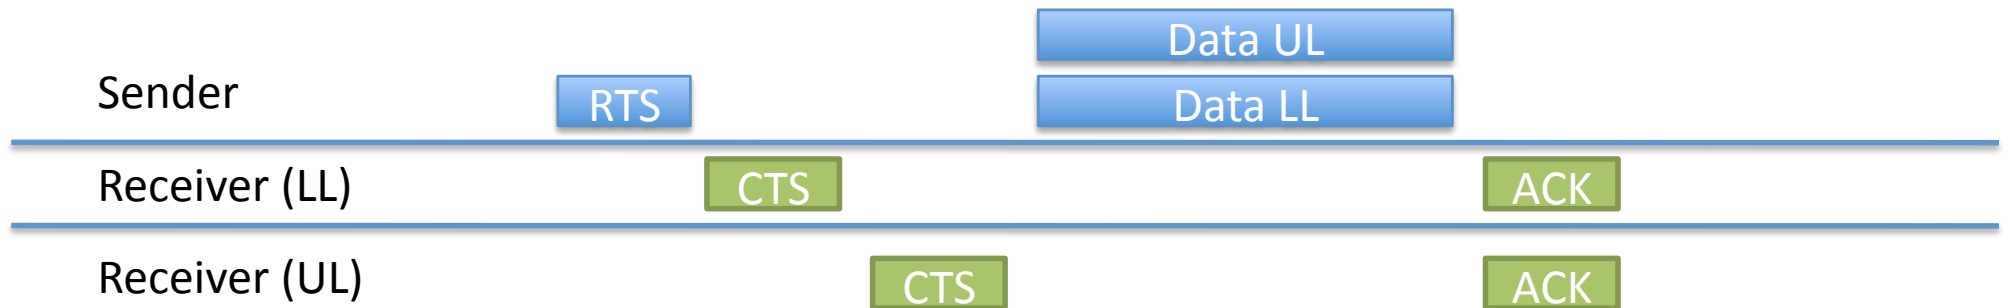 Data UL
Sender RTS Data LL
Receiver (LL) CTS ACK
Receiver (UL) CTS ACK